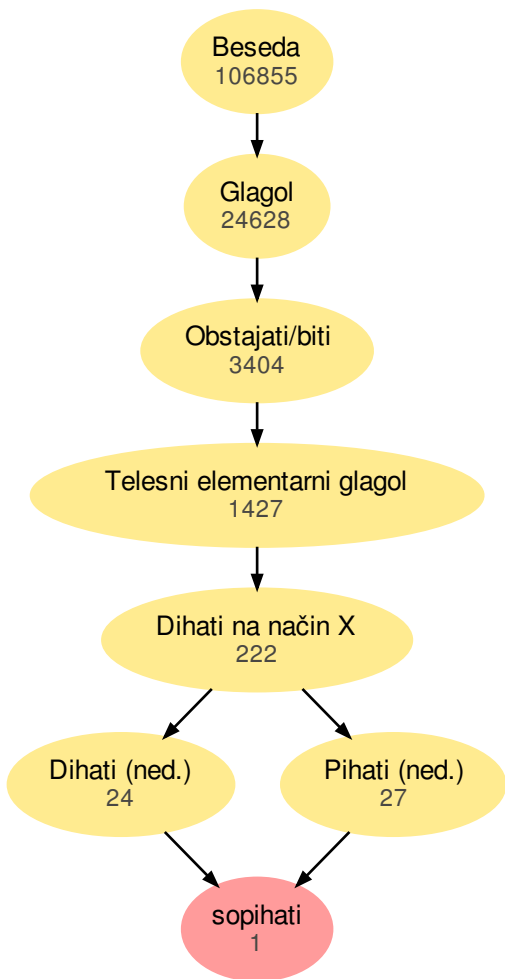 Beseda
106855
Glagol
24628
Obstajati/biti
3404
Telesni elementarni glagol
1427
Dihati na način X
222
Dihati (ned.)
24
Pihati (ned.)
27
sopihati
1